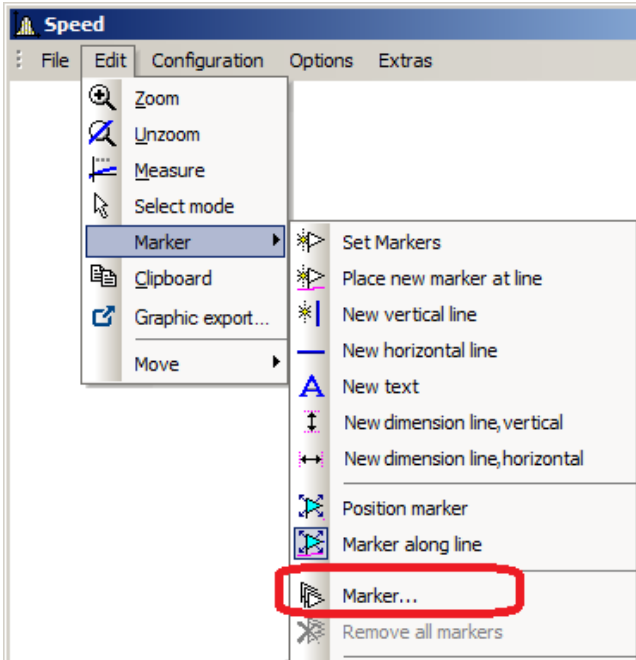 Speed
File Edit Configuration Options Extras
Zoom
Unzoom
Measure
Select mode
Marker
Clipboard
Graphic export...
Move
Set Markers
Place new marker at line
New vertical line
New horizontal line
New text
New dimension line,vertical
New dimension line,horizontal
Position marker
Marker along line
Marker...
Remove all markers